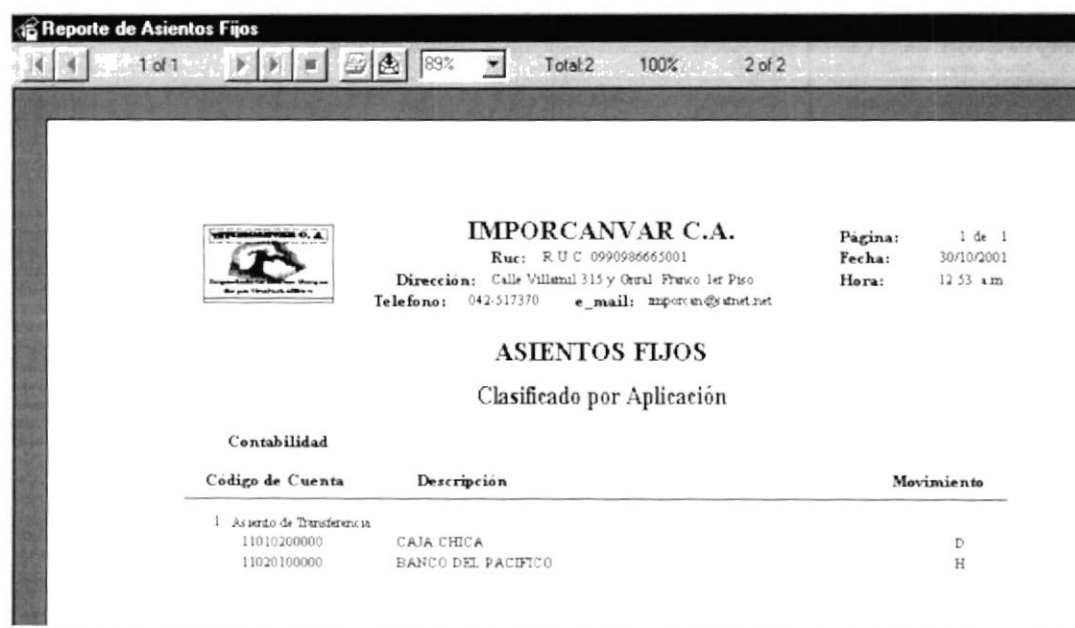 Reporte de Asientos Fijos
1 of 1 89% Total:2 100% 2 of 2
IMPORCANVAR C.A.
Ruc: R.U.C. 0990986665001
Dirección: Calle Villamil 315 y Gnral. Franco 1er Piso
Telefono: 042-517370 e_mail:
Página: 1 de 1
Fecha: 30/10/2001
Hora: 12:53 a.m.
ASIENTOS FIJOS
Clasificado por Aplicación
Contabilidad
Código de Cuenta Descripción Movimiento
1 Asiento de Transferencia
11010200000 CAJA CHICA D
11020100000 BANCO DEL PACIFICO H